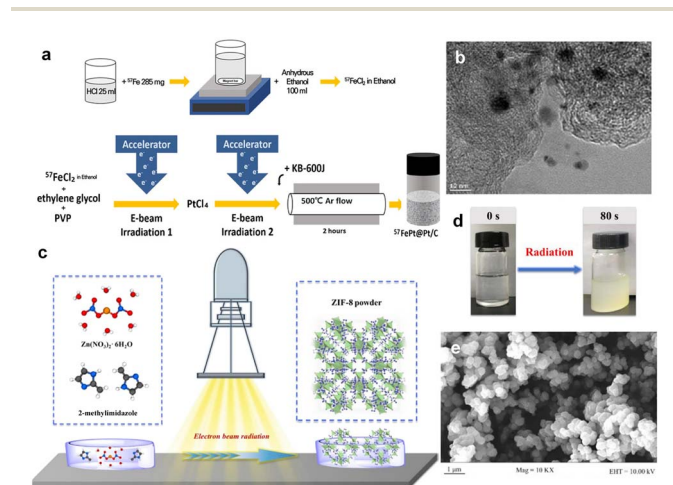 a
HCl 25 ml
+ ⁵⁷Fe 285 mg
+
Anhydrous
Ethanol
100 ml
⁵⁷FeCl₂ in Ethanol
Accelerator
e⁻ e⁻
e⁻ e⁻
e⁻
Accelerator
e⁻ e⁻
e⁻ e⁻
e⁻
⁵⁷FeCl₂ in Ethanol
+
ethylene glycol
+
PVP
E-beam
Irradiation 1
PtCl₄
E-beam
Irradiation 2
+ KB-600J
500℃ Ar flow
2 hours
⁵⁷FePt@Pt/C
b
d
0 s
80 s
Radiation
c
Zn(NO₃)₂· 6H₂O
2-methylimidazole
Electron beam radiation
ZIF-8 powder
e
1 μm
Mag = 10 KX
EHT = 10.00 kV